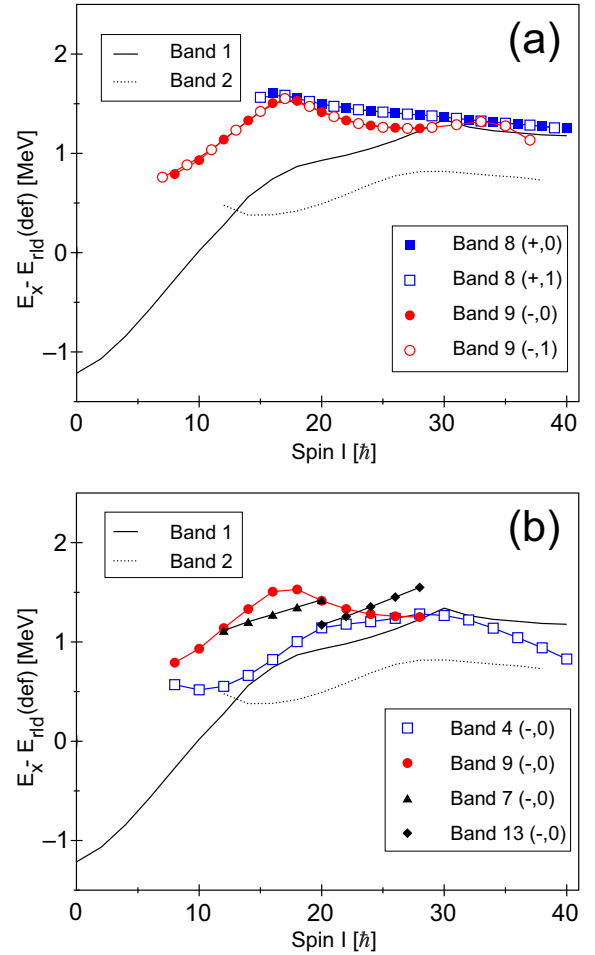 (a)
Band 1
Band 2
2
1
0
−1
E_x- E_rld(def) [MeV]
Band 8 (+,0)
Band 8 (+,1)
Band 9 (-,0)
Band 9 (-,1)
0 10 20 30 40
Spin I [ℏ]
(b)
Band 1
Band 2
2
1
0
−1
E_x- E_rld(def) [MeV]
Band 4 (-,0)
Band 9 (-,0)
Band 7 (-,0)
Band 13 (-,0)
0 10 20 30 40
Spin I [ℏ]